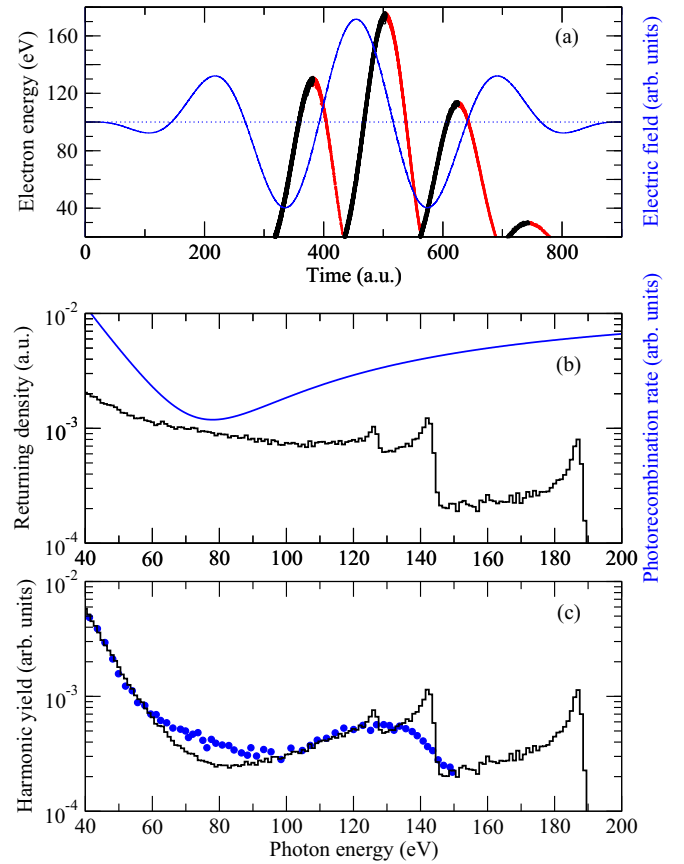 160
120
80
40
Electron energy (eV)
(a)
Electric field (arb. units)
0 200 400 600 800
Time (a.u.)
10^-2
10^-3
10^-4
Returning density (a.u.)
(b)
Photorecombination rate (arb. units)
40 60 80 100 120 140 160 180 200
10^-2
10^-3
10^-4
Harmonic yield (arb. units)
(c)
40 60 80 100 120 140 160 180 200
Photon energy (eV)